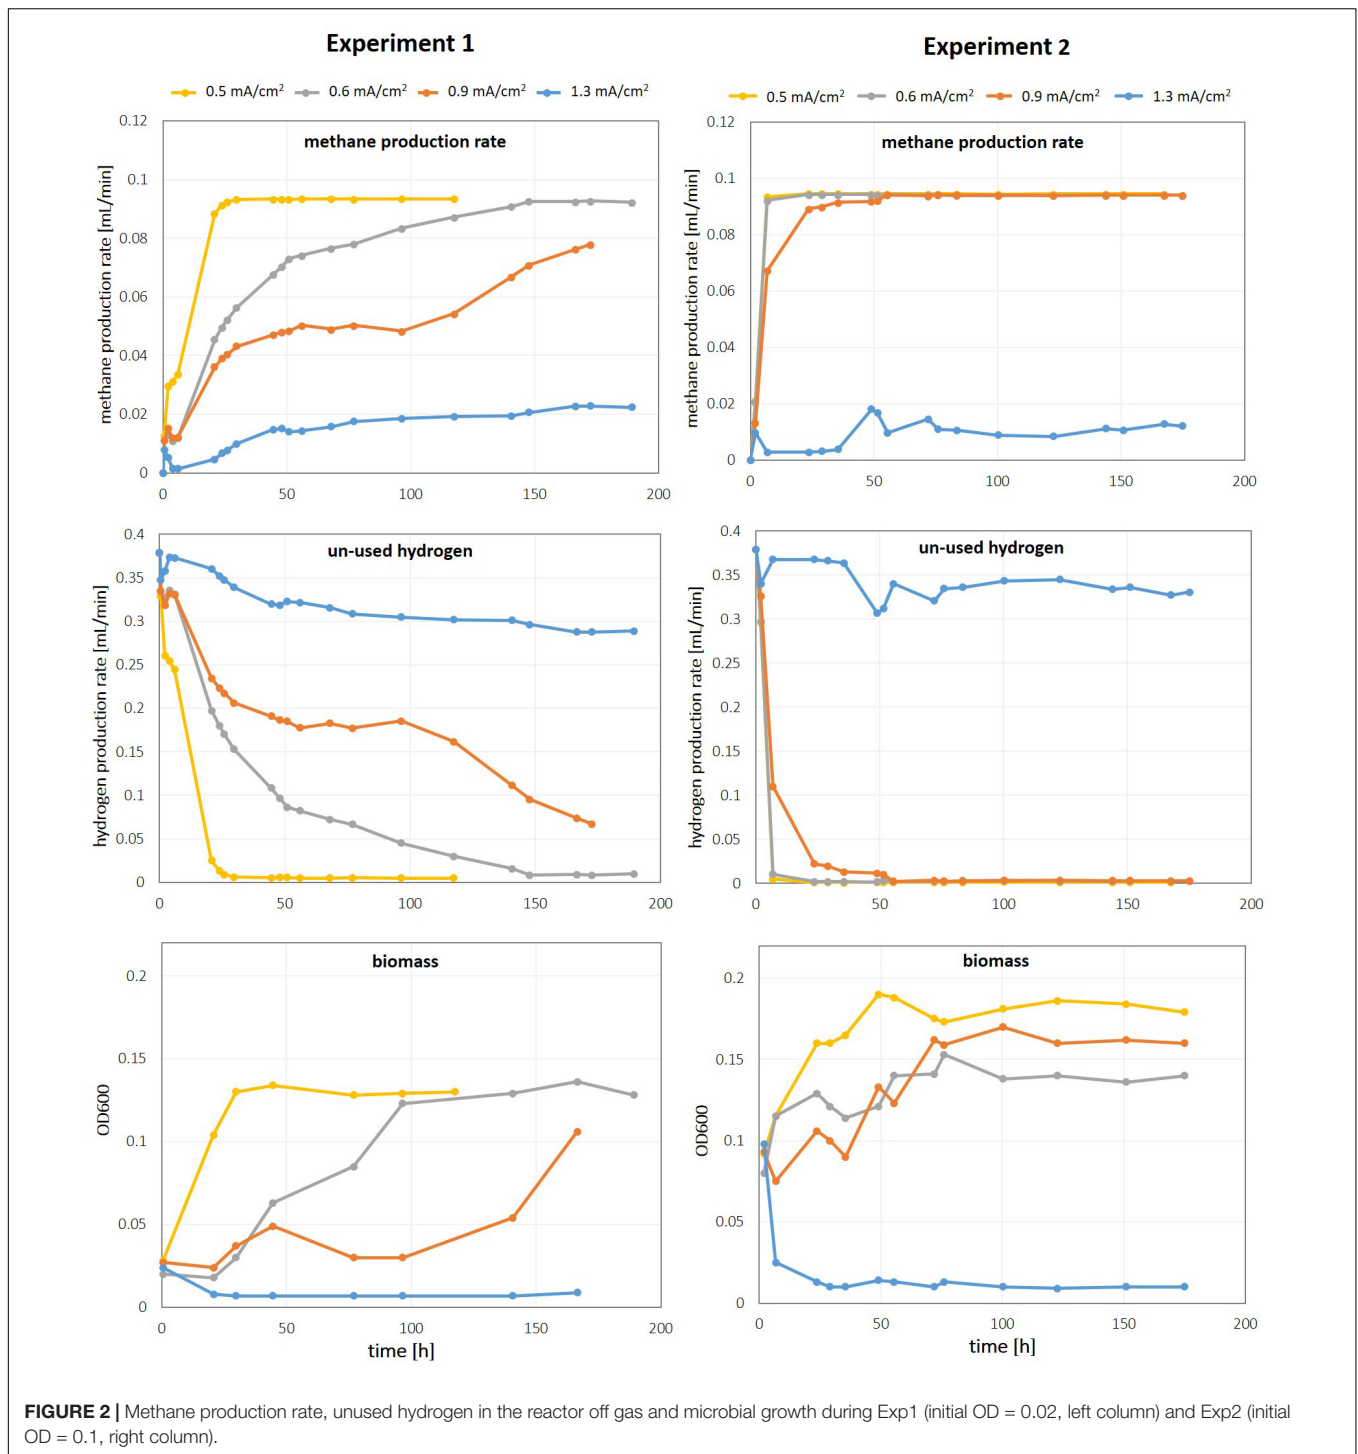 Experiment 1
0.5 mA/cm² 0.6 mA/cm² 0.9 mA/cm² 1.3 mA/cm²
methane production rate
methane production rate [mL/min]
0.12
0.1
0.08
0.06
0.04
0.02
0
0 50 100 150 200
un-used hydrogen
hydrogen production rate [mL/min]
0.4
0.35
0.3
0.25
0.2
0.15
0.1
0.05
0
0 50 100 150 200
biomass
OD600
0.2
0.15
0.1
0.05
0
0 50 100 150 200
time [h]
Experiment 2
0.5 mA/cm² 0.6 mA/cm² 0.9 mA/cm² 1.3 mA/cm²
methane production rate
methane production rate [mL/min]
0.12
0.1
0.08
0.06
0.04
0.02
0
0 50 100 150 200
un-used hydrogen
hydrogen production rate [mL/min]
0.4
0.35
0.3
0.25
0.2
0.15
0.1
0.05
0
0 50 100 150 200
biomass
OD600
0.2
0.15
0.1
0.05
0
0 50 100 150 200
time [h]
FIGURE 2 | Methane production rate, unused hydrogen in the reactor off gas and microbial growth during Exp1 (initial OD = 0.02, left column) and Exp2 (initial
OD = 0.1, right column).